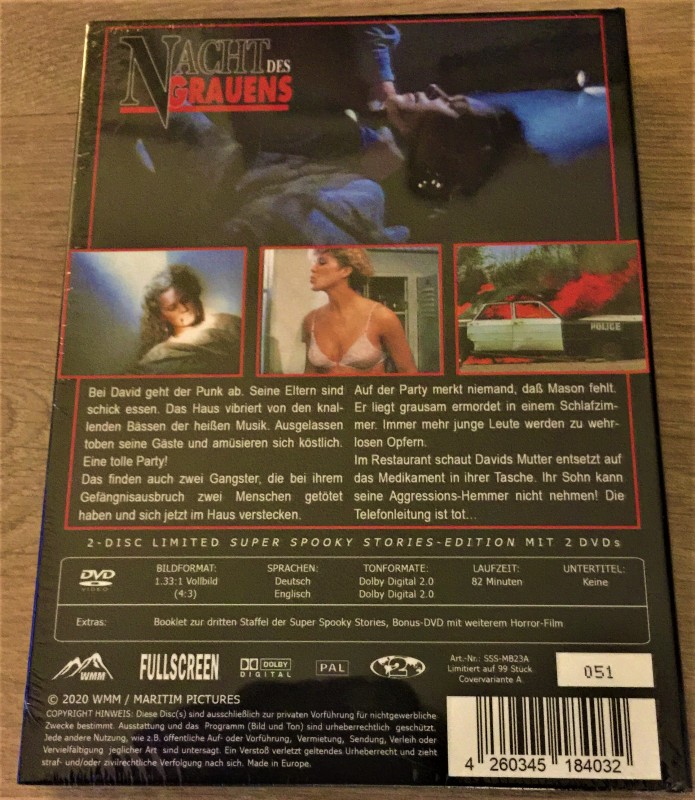 NACHT DES
GRAUENS
POLICE
Bei David geht der Punk ab. Seine Eltern sind
schick essen. Das Haus vibriert von den knal-
lenden Bässen der heißen Musik. Ausgelassen
toben seine Gäste und amüsieren sich köstlich.
Eine tolle Party!
Das finden auch zwei Gangster, die bei ihrem
Gefängnisausbruch zwei Menschen getötet
haben und sich jetzt im Haus verstecken.
Auf der Party merkt niemand, daß Mason fehlt.
Er liegt grausam ermordet in einem Schlafzim-
mer. Immer mehr junge Leute werden zu wehr-
losen Opfern.
Im Restaurant schaut Davids Mutter entsetzt auf
das Medikament in ihrer Tasche. Ihr Sohn kann
seine Aggressions-Hemmer nicht nehmen! Die
Telefonleitung ist tot...
2-DISC LIMITED SUPER SPOOKY STORIES-EDITION MIT 2 DVDs
DVD
VIDEO
BILDFORMAT:
1.33:1 Vollbild
(4:3)
SPRACHEN:
Deutsch
Englisch
TONFORMATE:
Dolby Digital 2.0
Dolby Digital 2.0
LAUFZEIT:
82 Minuten
UNTERTITEL:
Keine
Extras: Booklet zur dritten Staffel der Super Spooky Stories, Bonus-DVD mit weiterem Horror-Film
WMM
FULLSCREEN
DOLBY
DIGITAL
PAL
2
Art.-Nr.: SSS-MB23A
Limitiert auf 99 Stück.
Covervariante A.
051
© 2020 WMM / MARITIM PICTURES
COPYRIGHT HINWEIS: Diese Disc(s) sind ausschließlich zur privaten Vorführung für nichtgewerbliche
Zwecke bestimmt. Ausstattung und das Programm (Bild und Ton) sind urheberrechtlich geschützt.
Jede andere Nutzung, wie z.B. öffentliche Auf- oder Vorführung, Vermietung, Sendung, Verleih oder
Vervielfältigung jeglicher Art sind untersagt. Ein Verstoß verletzt geltendes Urheberrecht und zieht
straf- und/oder zivilrechtliche Verfolgung nach sich. Made in Europe.
4 260345 184032